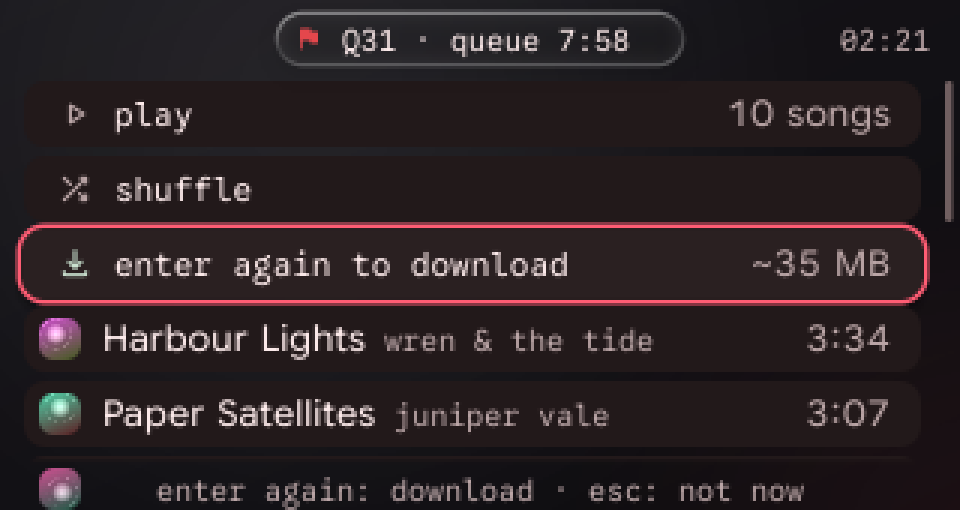 Q31 · queue 7:58
02:21
play 10 songs
shuffle
enter again to download ~35 MB
Harbour Lights wren & the tide 3:34
Paper Satellites juniper vale 3:07
enter again: download · esc: not now